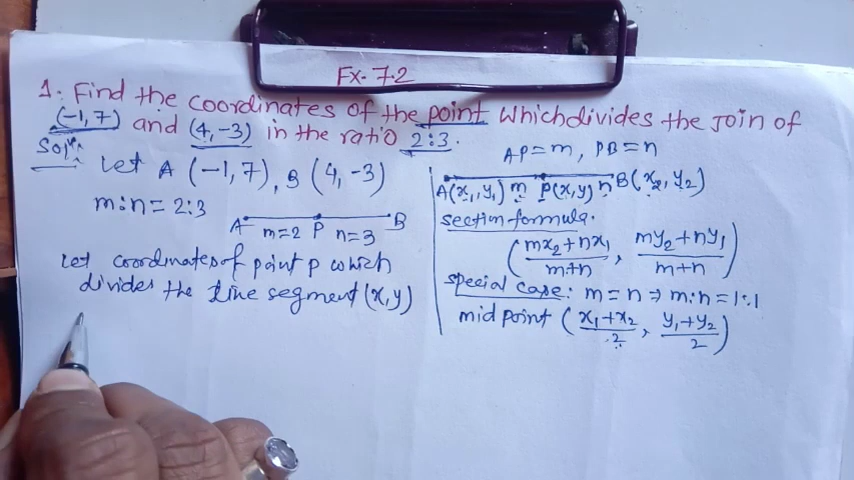 Ex. 7.2
1. Find the coordinates of the point which divides the join of
(-1,7) and (4,-3) in the ratio 2:3.
Soln:
Let A (-1,7), B (4,-3)
m:n = 2:3
A B
m=2 P n=3
Let coordinates of point P which
divides the line segment (x,y)
AP=m, PB=n
A(x₁,y₁) m P(x,y) n B(x₂,y₂)
section formula.
(mx₂+nx₁/m+n, my₂+ny₁/m+n)
special case: m=n ⇒ m:n=1:1
mid point (x₁+x₂/2, y₁+y₂/2)